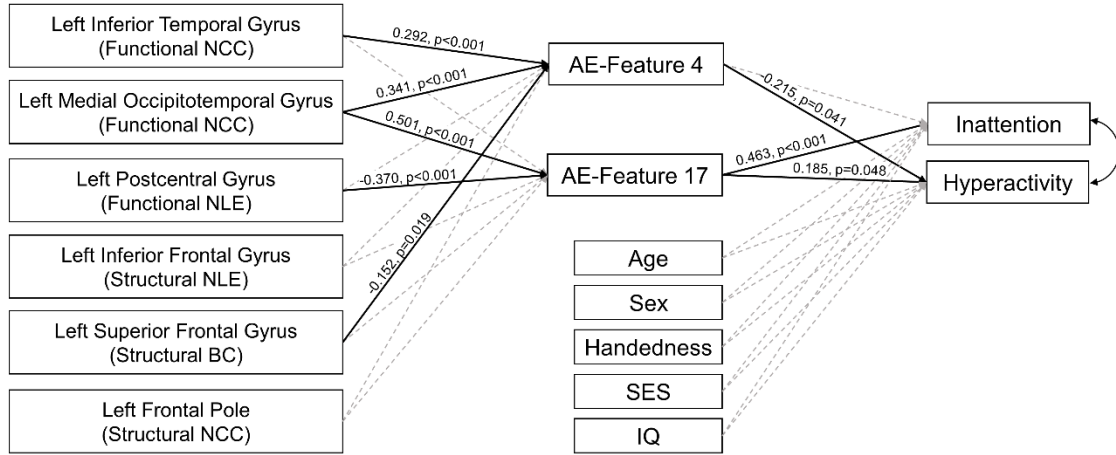 Left Inferior Temporal Gyrus
(Functional NCC)
Left Medial Occipitotemporal Gyrus
(Functional NCC)
Left Postcentral Gyrus
(Functional NLE)
Left Inferior Frontal Gyrus
(Structural NLE)
Left Superior Frontal Gyrus
(Structural BC)
Left Frontal Pole
(Structural NCC)
0.292, p<0.001
0.341, p<0.001
0.501, p<0.001
-0.370, p<0.001
-0.152, p=0.019
AE-Feature 4
AE-Feature 17
Age
Sex
Handedness
SES
IQ
-0.215, p=0.041
0.463, p<0.001
0.185, p=0.048
Inattention
Hyperactivity